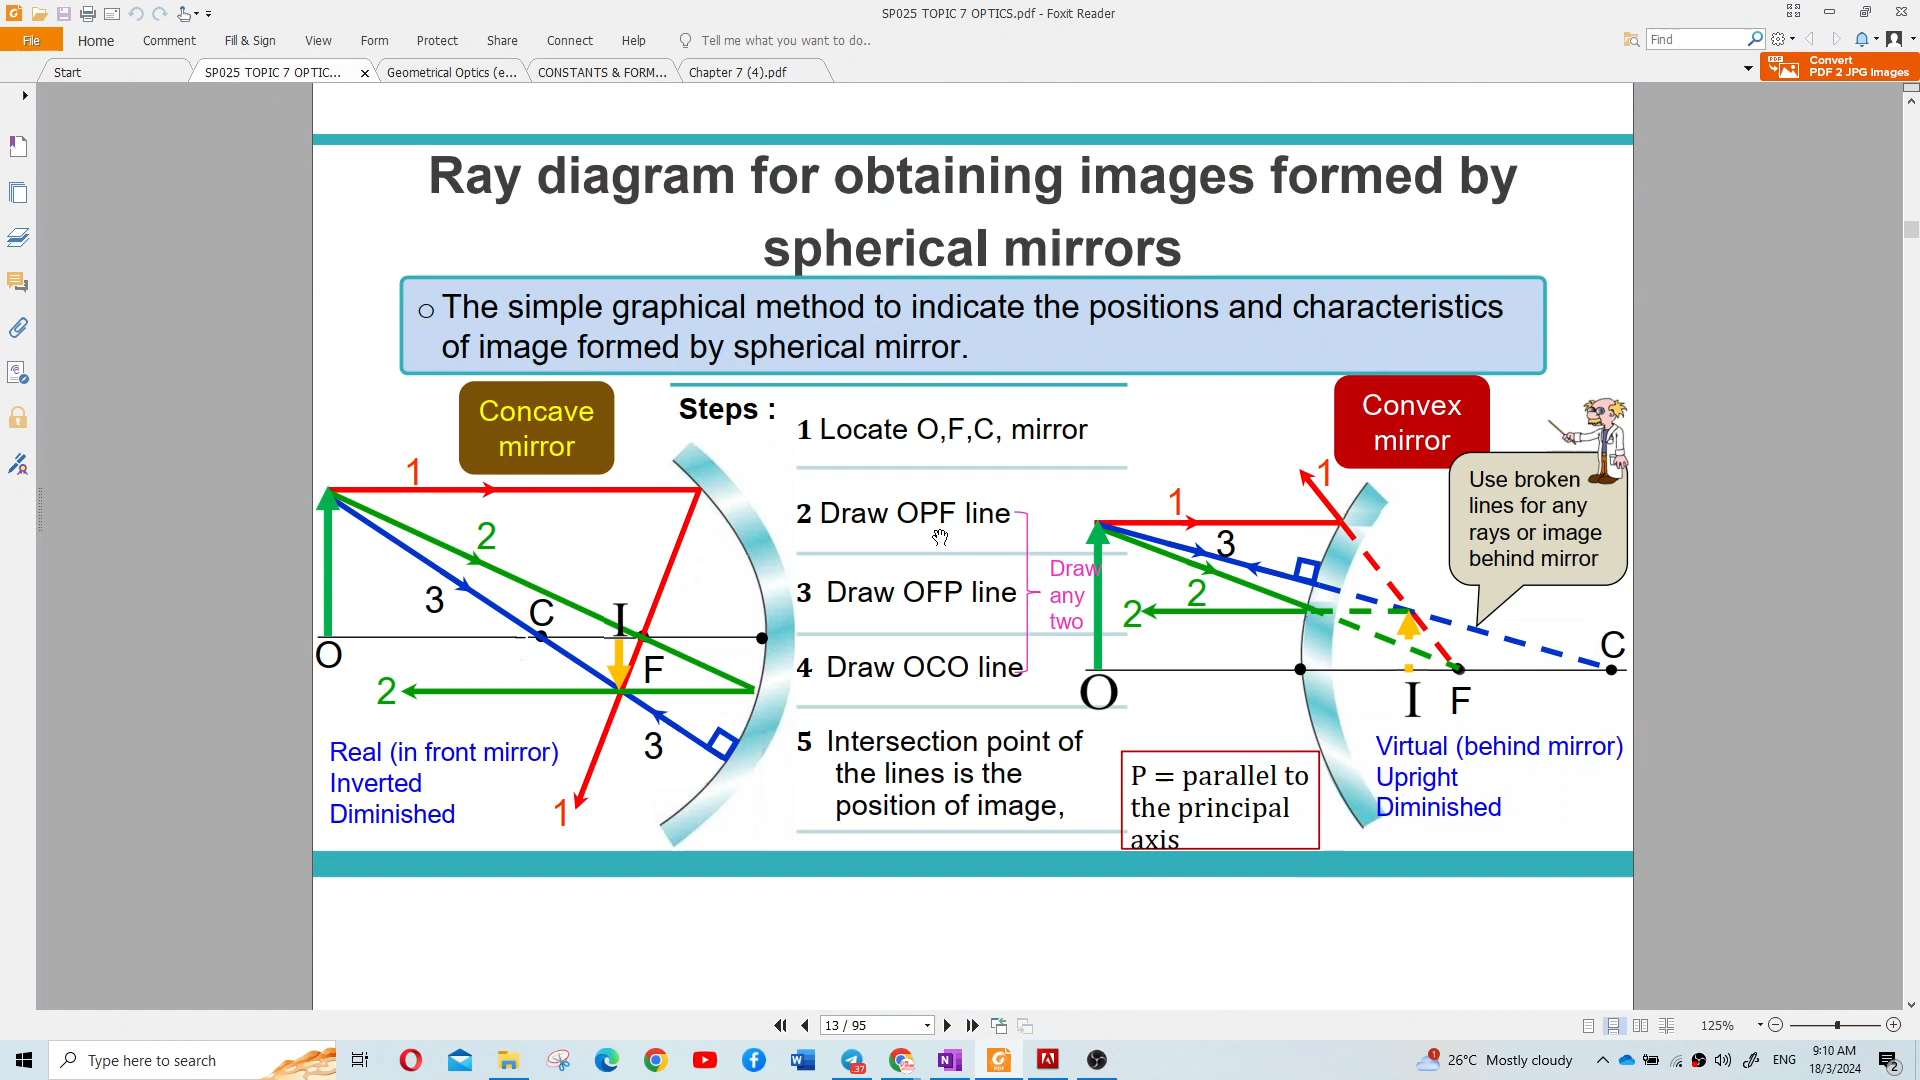 SP025 TOPIC 7 OPTICS.pdf - Foxit Reader
File Home Comment Fill & Sign View Form Protect Share Connect Help Tell me what you want to do.. Find
Start SP025 TOPIC 7 OPTIC... Geometrical Optics (e... CONSTANTS & FORM... Chapter 7 (4).pdf
Convert
PDF 2 JPG Images
Ray diagram for obtaining images formed by
spherical mirrors
The simple graphical method to indicate the positions and characteristics
of image formed by spherical mirror.
Concave
mirror
1
2
3
C
I
O
F
2
3
1
Real (in front mirror)
Inverted
Diminished
Steps :
1 Locate O,F,C, mirror
2 Draw OPF line
3 Draw OFP line
4 Draw OCO line
Draw
any
two
5 Intersection point of
the lines is the
position of image,
P = parallel to
the principal
axis
Convex
mirror
Use broken
lines for any
rays or image
behind mirror
1
1
3
2
2
C
O
I
F
Virtual (behind mirror)
Upright
Diminished
13 / 95
125%
Type here to search
37
1
26°C Mostly cloudy
ENG
9:10 AM
18/3/2024
2